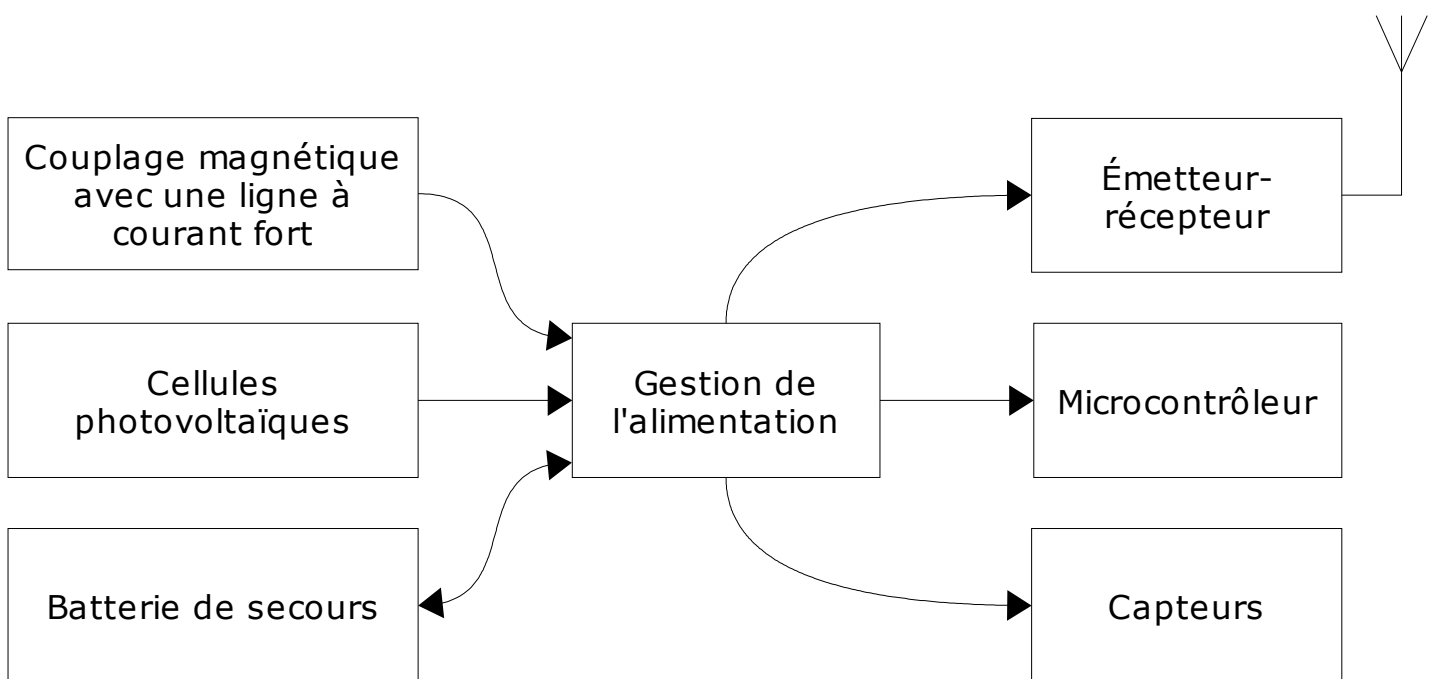 Couplage magnétique
avec une ligne à
courant fort
Cellules
photovoltaïques
Batterie de secours
Gestion de
l'alimentation
Émetteur-
récepteur
Microcontrôleur
Capteurs